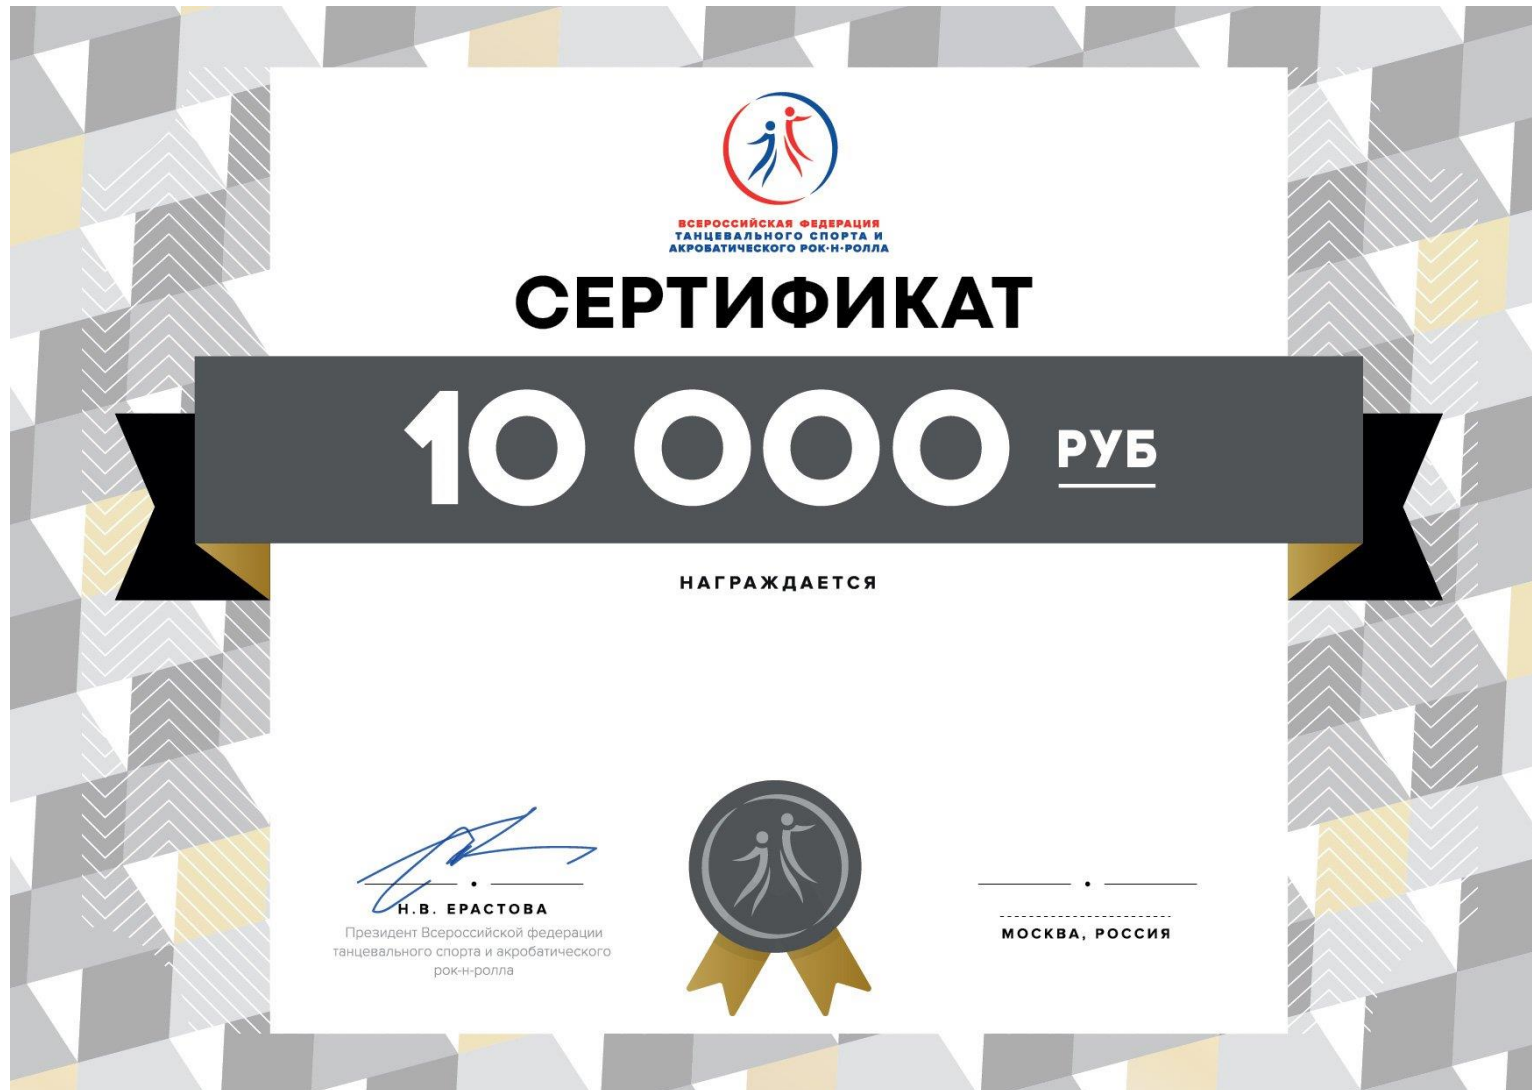 ВСЕРОССИЙСКАЯ ФЕДЕРАЦИЯ
ТАНЦЕВАЛЬНОГО СПОРТА И
АКРОБАТИЧЕСКОГО РОК-Н-РОЛЛА
СЕРТИФИКАТ
10 000 РУБ
НАГРАЖДАЕТСЯ
Н.В. ЕРАСТОВА
Президент Всероссийской федерации
танцевального спорта и акробатического
рок-н-ролла
МОСКВА, РОССИЯ